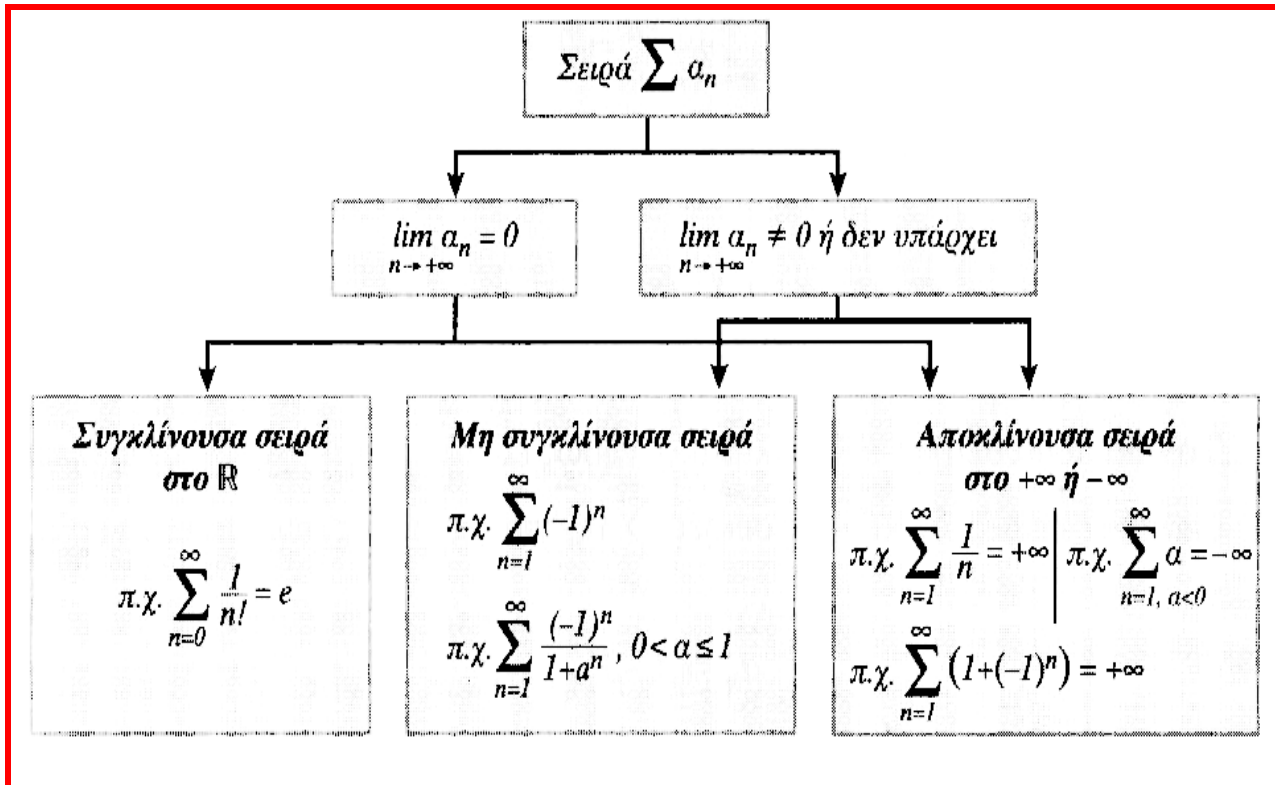 Σειρά ∑ α_n
lim α_n = 0
n→+∞
lim α_n ≠ 0 ή δεν υπάρχει
n→+∞
Συγκλίνουσα σειρά
στο ℝ
π.χ. ∑_{n=0}^{∞} 1/n! = e
Μη συγκλίνουσα σειρά
π.χ. ∑_{n=1}^{∞} (-1)^n
π.χ. ∑_{n=1}^{∞} (-1)^n/(1+α^n) , 0<α≤1
Αποκλίνουσα σειρά
στο +∞ ή -∞
π.χ. ∑_{n=1}^{∞} 1/n = +∞ | π.χ. ∑_{n=1, α<0}^{∞} α = -∞
π.χ. ∑_{n=1}^{∞} (1+(-1)^n) = +∞